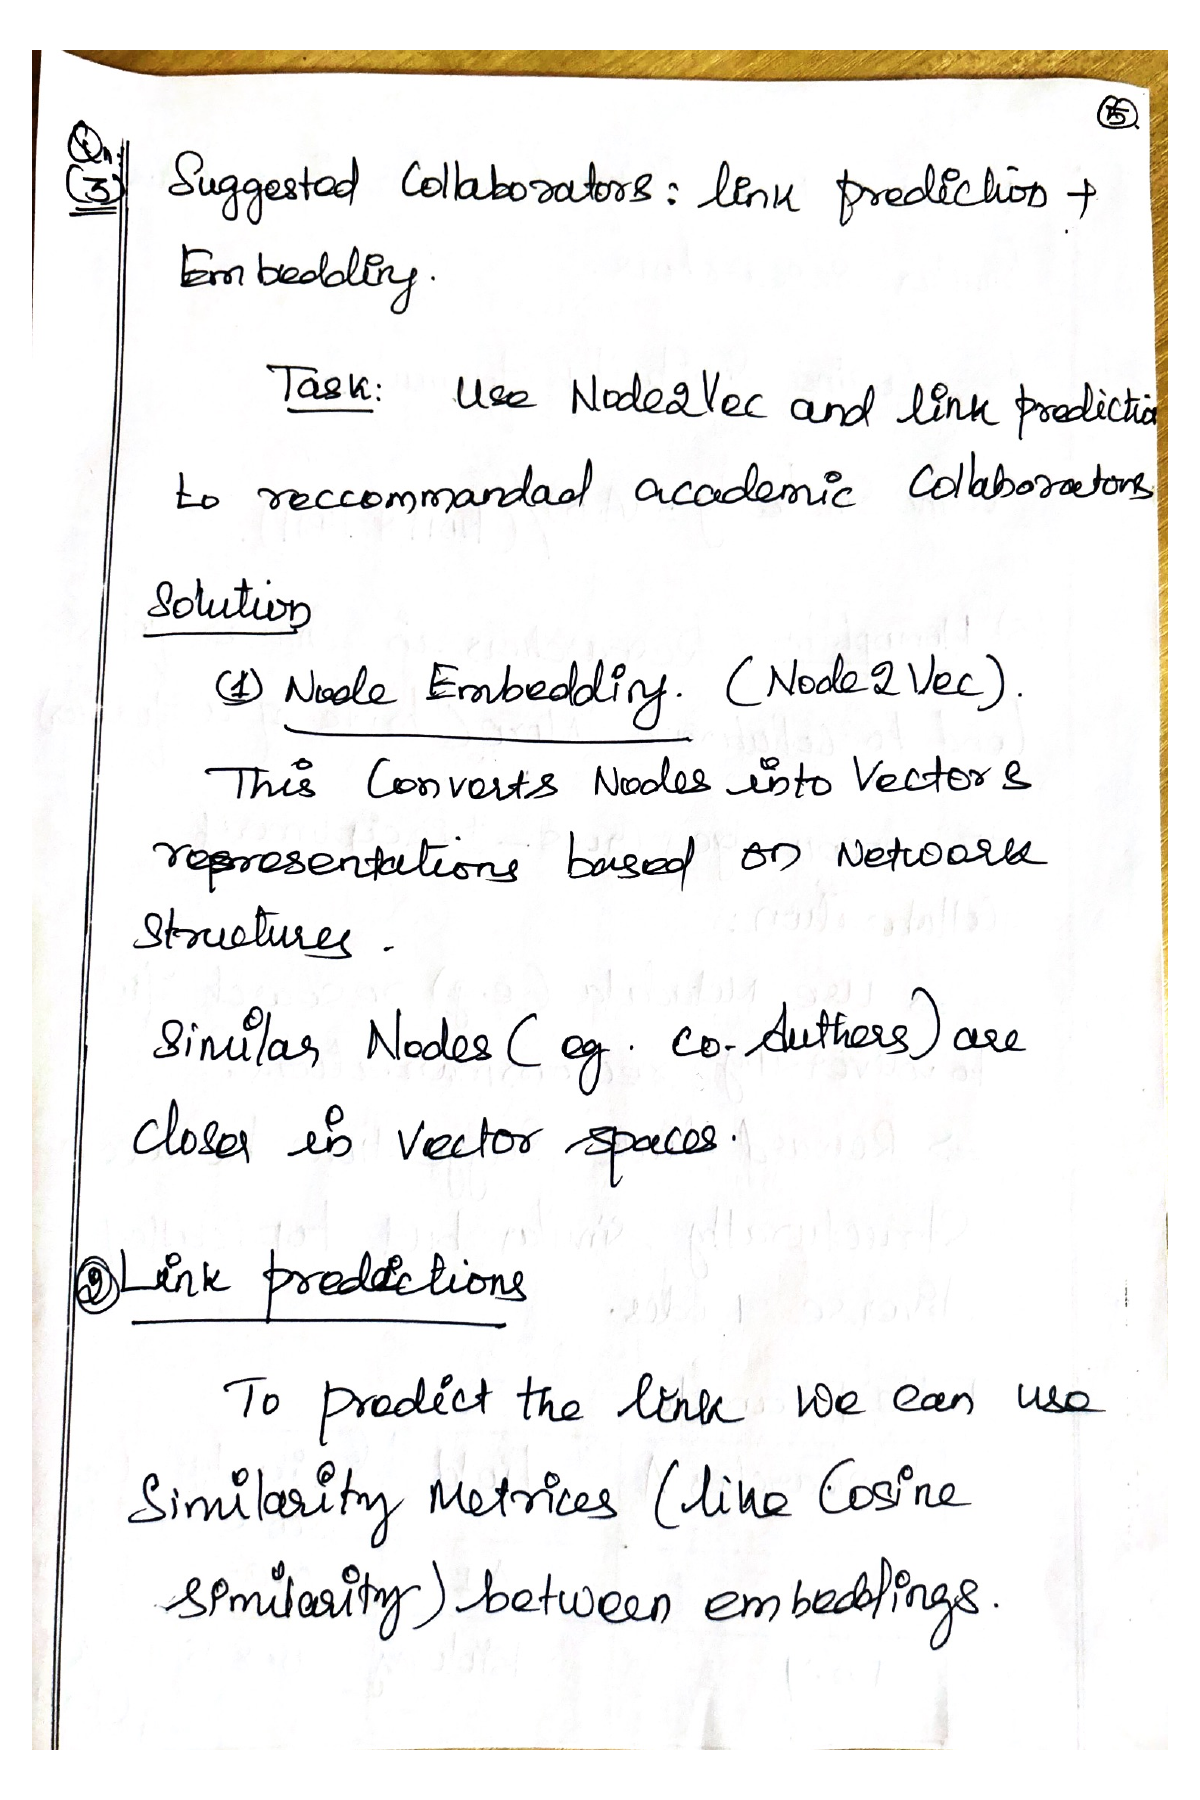 15
Qn:
(3) Suggested Collaborators: link prediction +
Embedding.
Task: Use Node2Vec and link predictio
to reccommandad academic Collaborators
Solution
(1) Node Embedding. (Node2Vec).
This Converts Nodes into Vectors
representations based on Network
Structures.
Similar Nodes (eg. co-Authers) are
closer in vector spaces.
(2) Link predictions
To predict the link we can use
Similarity Metrices (like Cosine
similarity) between embeddings.